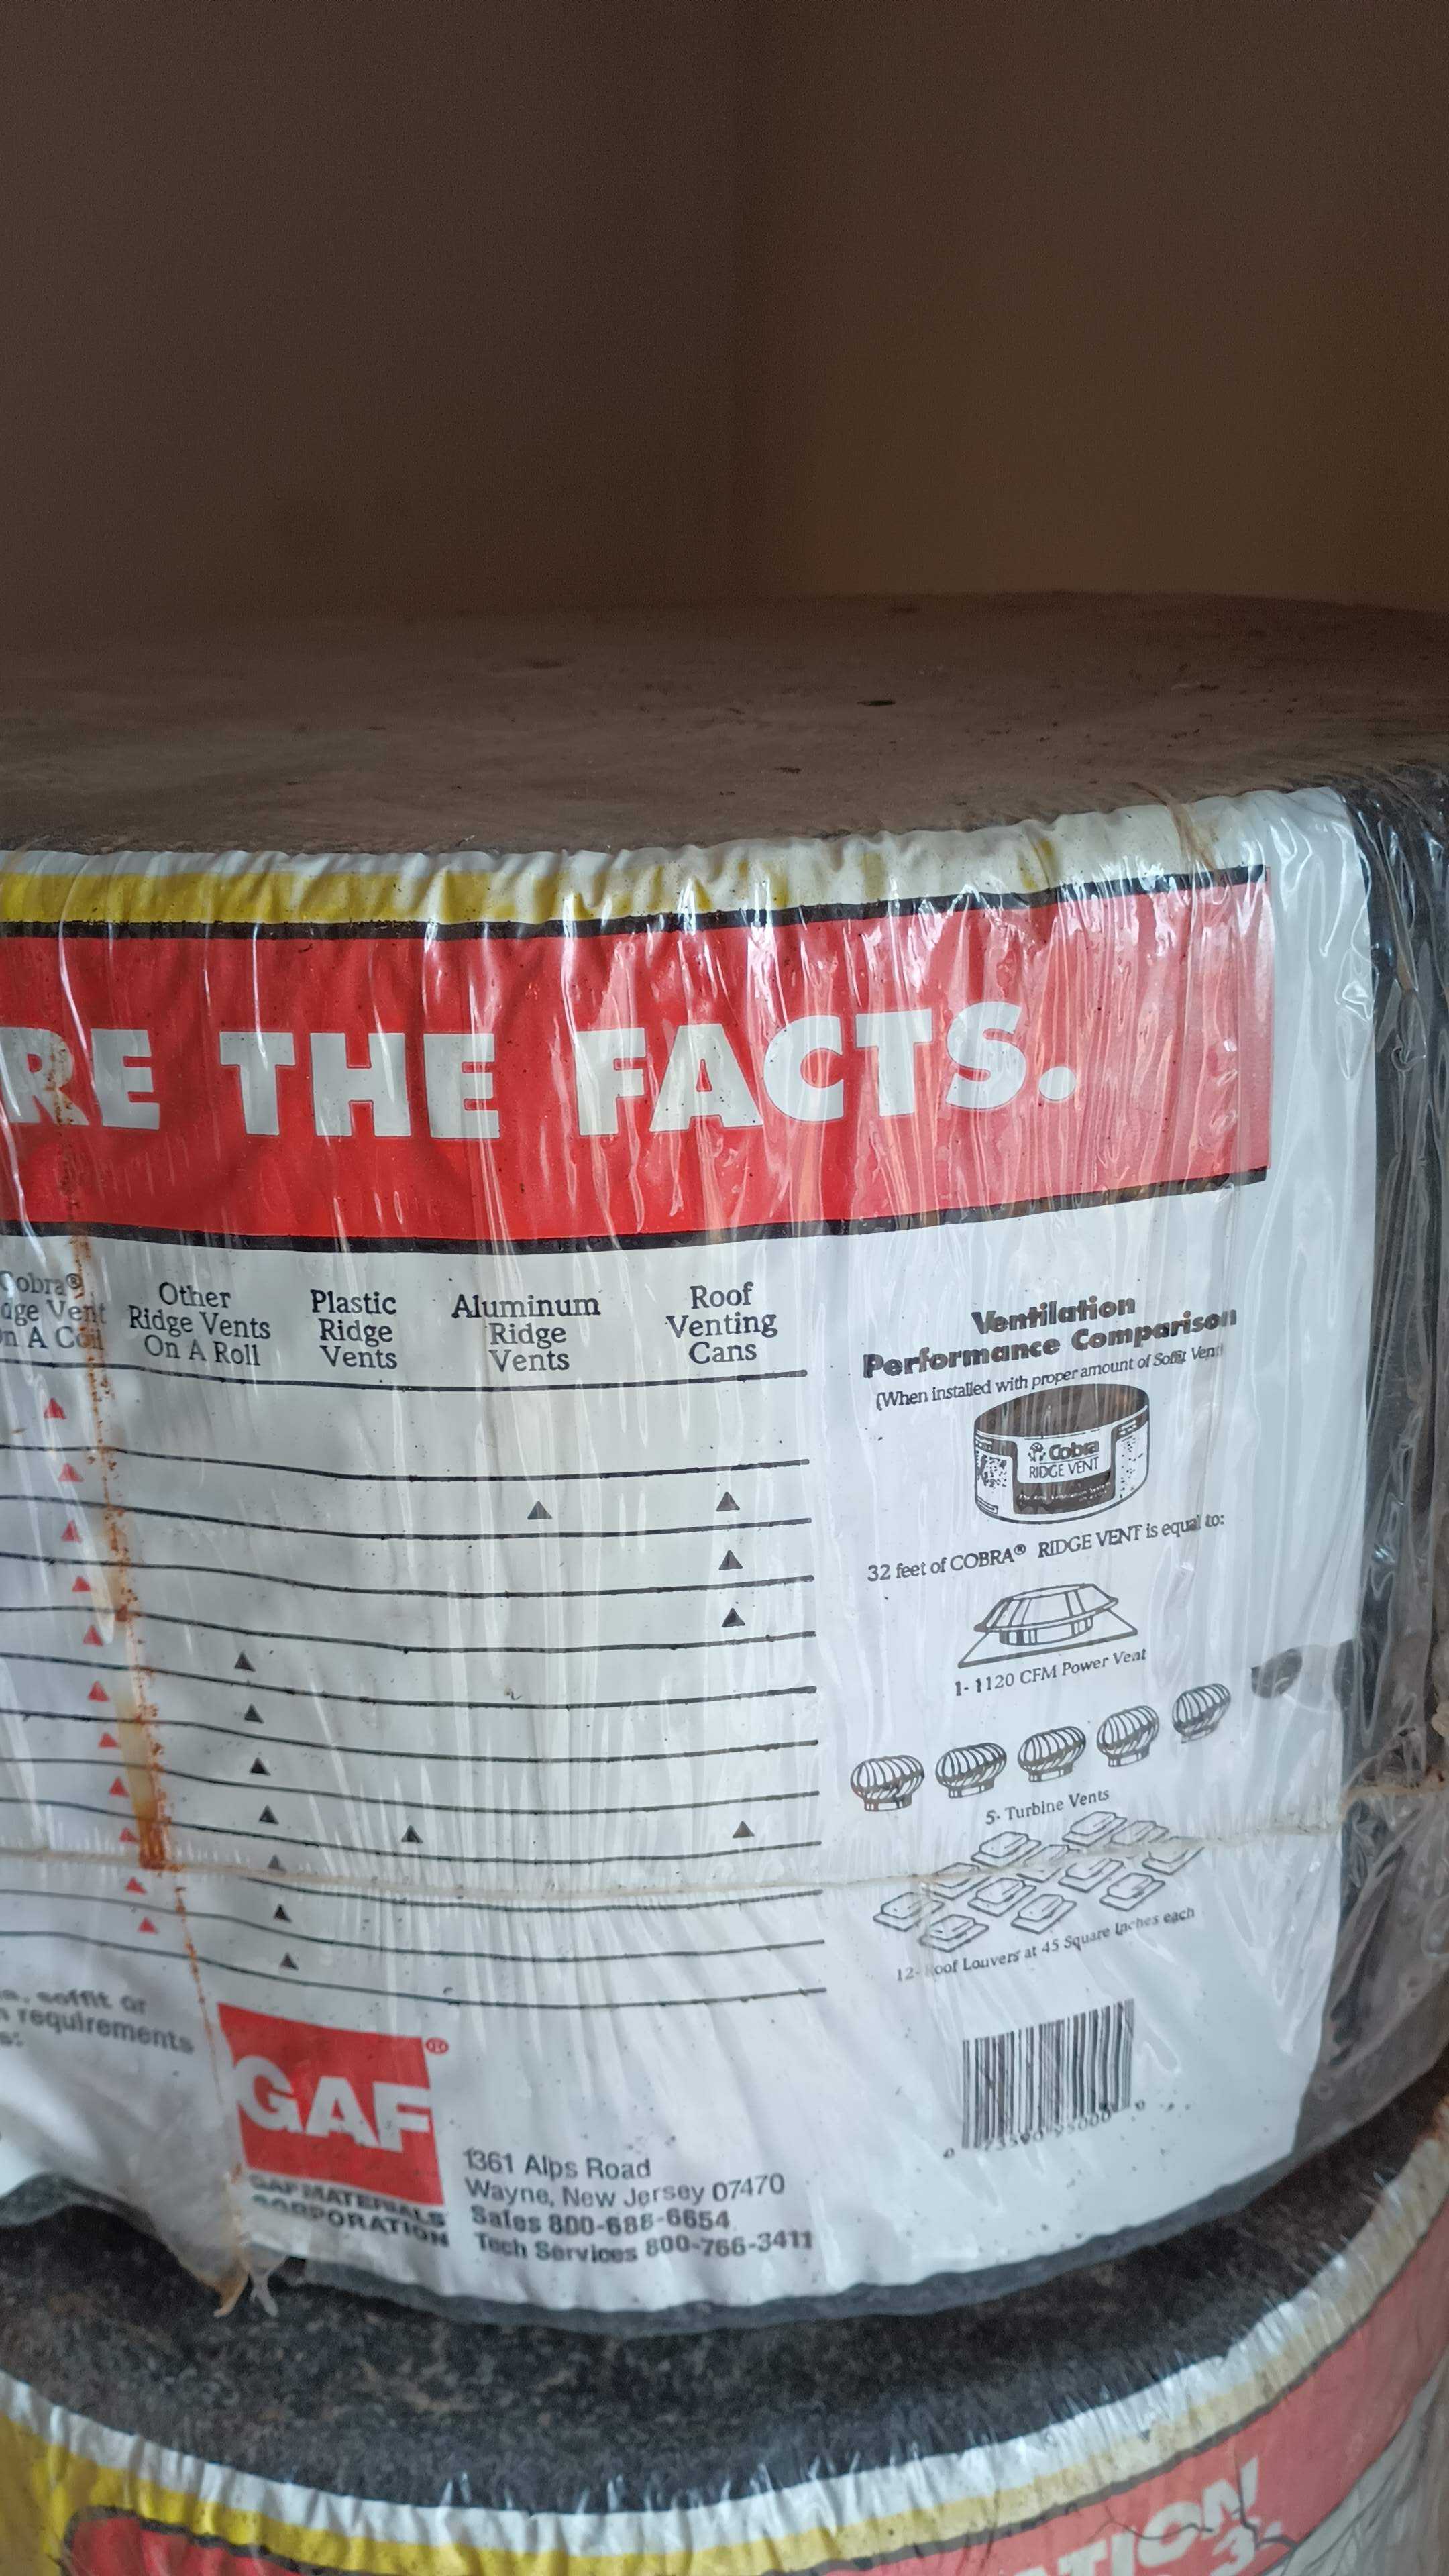 RE THE FACTS.
Cobra®
dge Vent
n A Coil
Other
Ridge Vents
On A Roll
Plastic
Ridge
Vents
Aluminum
Ridge
Vents
Roof
Venting
Cans
Ventilation
Performance Comparison
(When installed with proper amount of Soffit Vent)
Cobra
RIDGE VENT
32 feet of COBRA® RIDGE VENT is equal to:
1- 1120 CFM Power Vent
5- Turbine Vents
12- Roof Louvers at 45 Square Inches each
soffit or
requirements
GAF®
GAF MATERIALS
CORPORATION
1361 Alps Road
Wayne, New Jersey 07470
Sales 800-688-6654
Tech Services 800-766-3411
ATION
3.